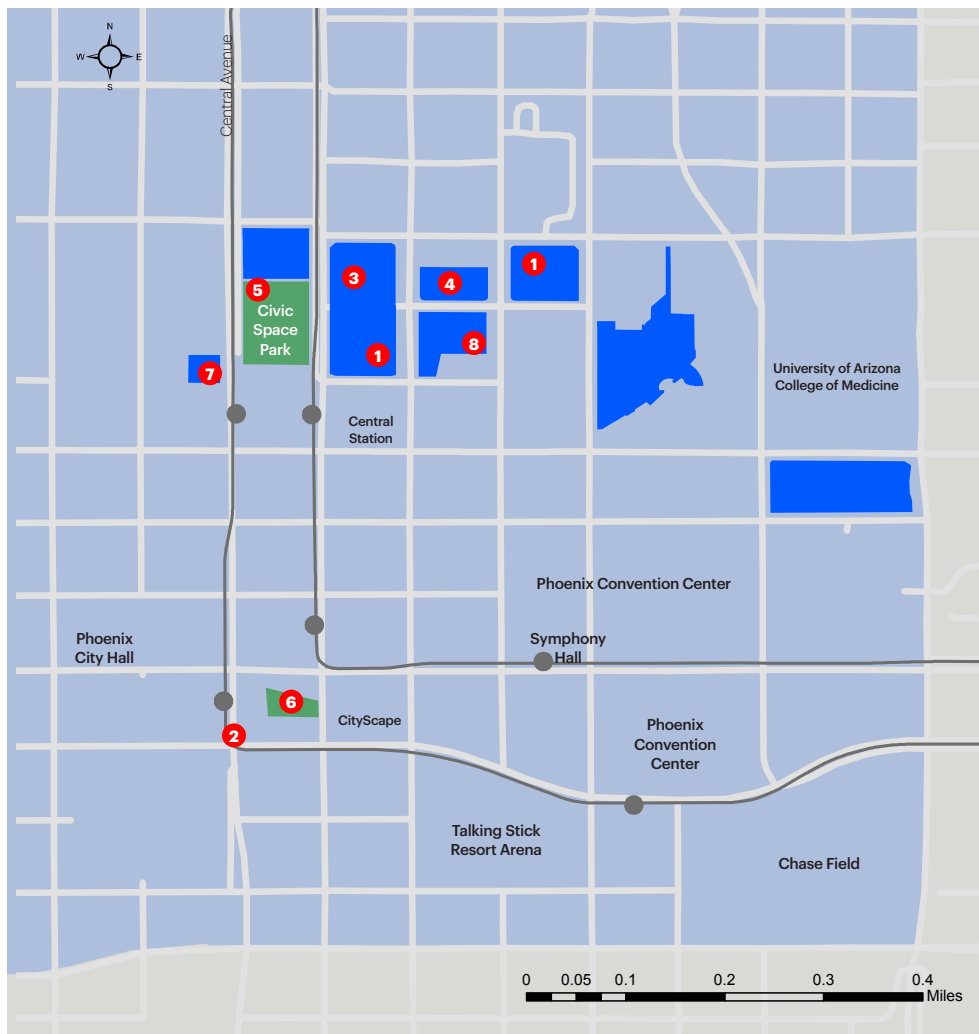 N
W E
S
Central Avenue
3
4
1
5
Civic
Space
Park
8
1
7
University of Arizona
College of Medicine
Central
Station
Phoenix Convention Center
Phoenix
City Hall
Symphony
Hall
6
CityScape
2
Phoenix
Convention
Center
Talking Stick
Resort Arena
Chase Field
0 0.05 0.1 0.2 0.3 0.4
Miles